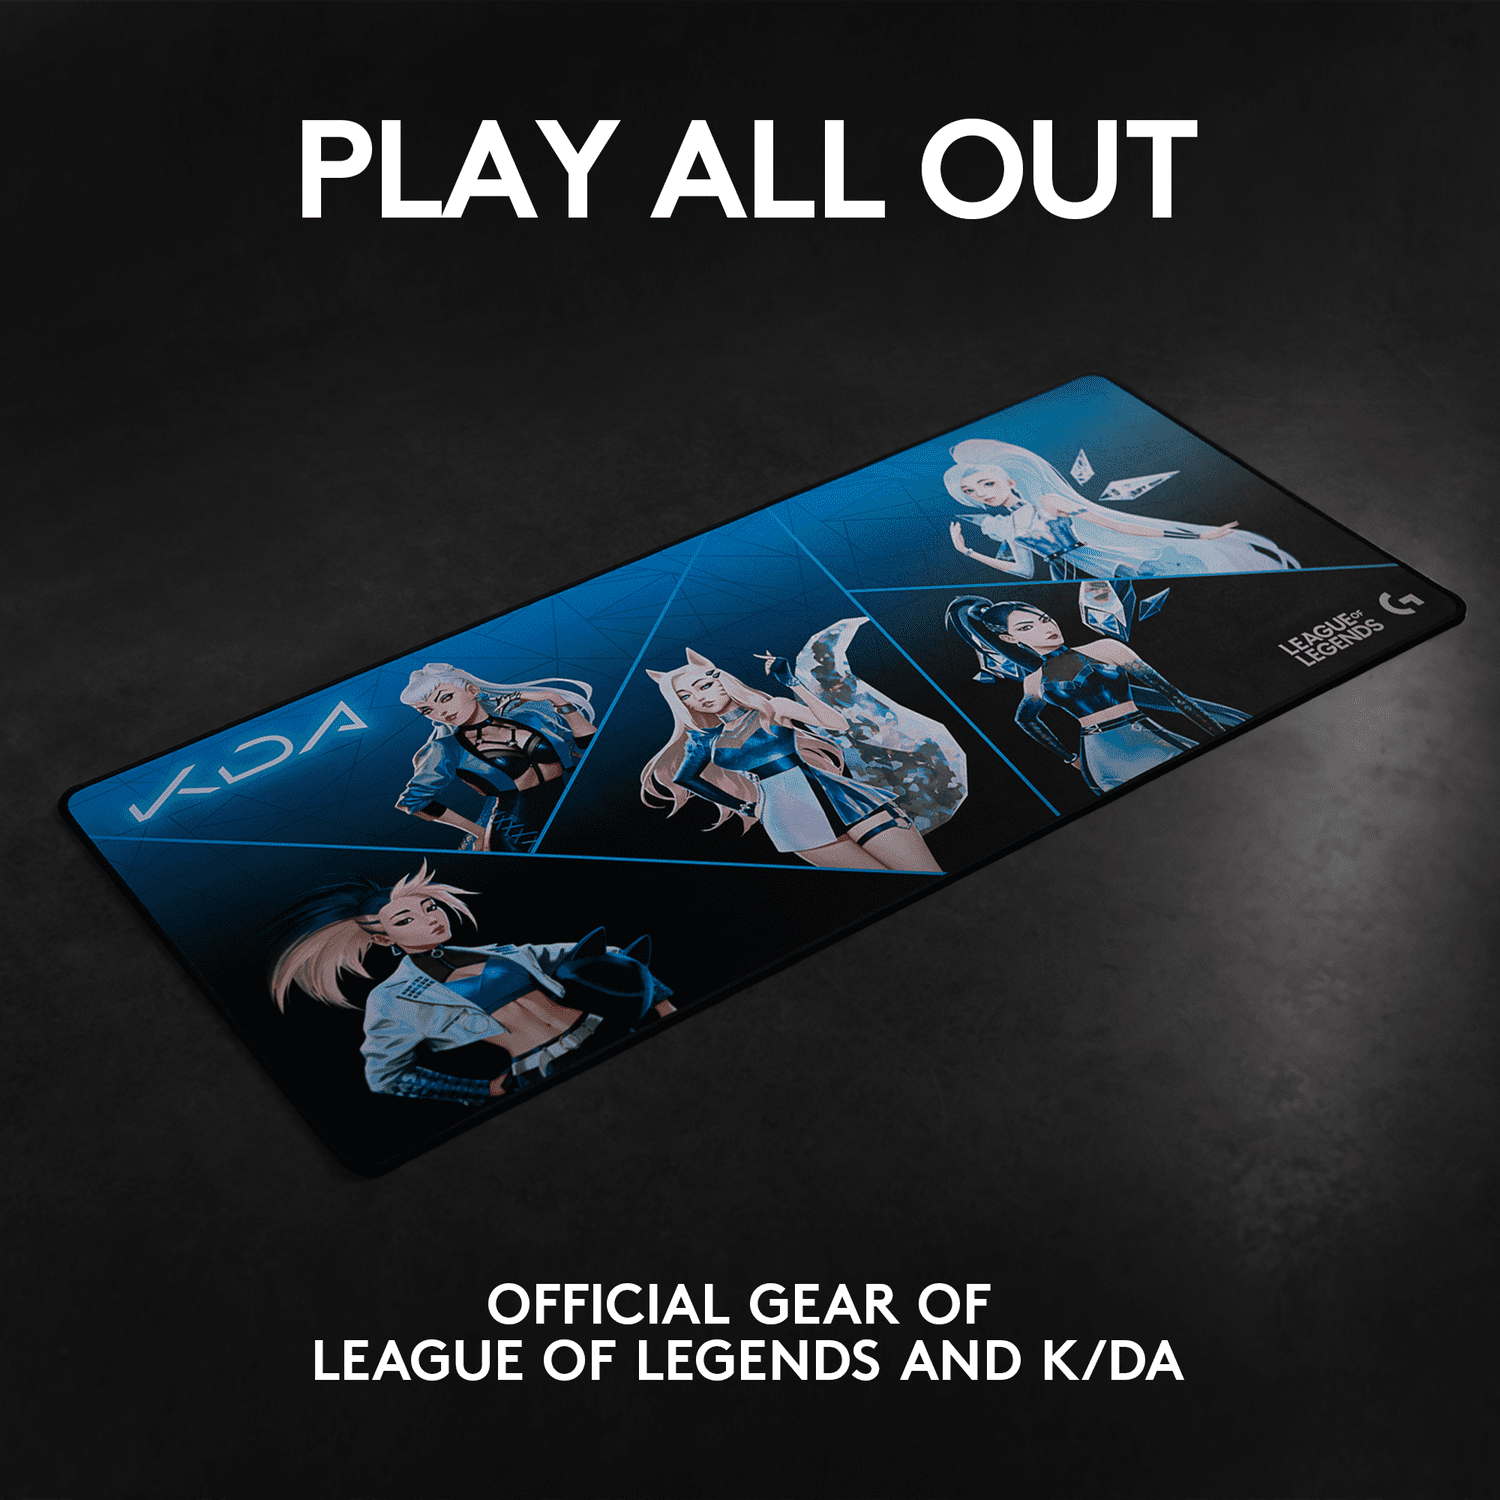 PLAY ALL OUT
K/DA
LEAGUE OF
LEGENDS
G
OFFICIAL GEAR OF
LEAGUE OF LEGENDS AND K/DA